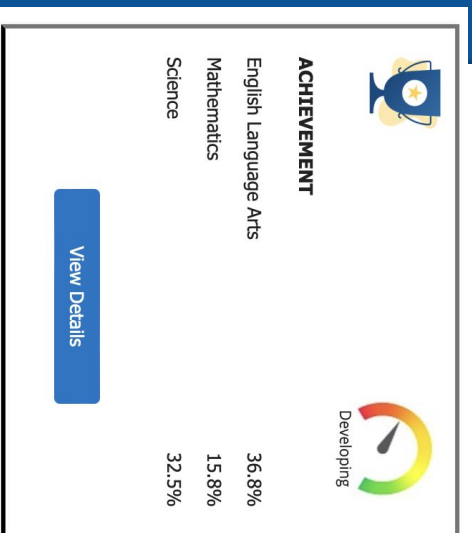 Developing
ACHIEVEMENT
English Language Arts 36.8%
Mathematics 15.8%
Science 32.5%
View Details